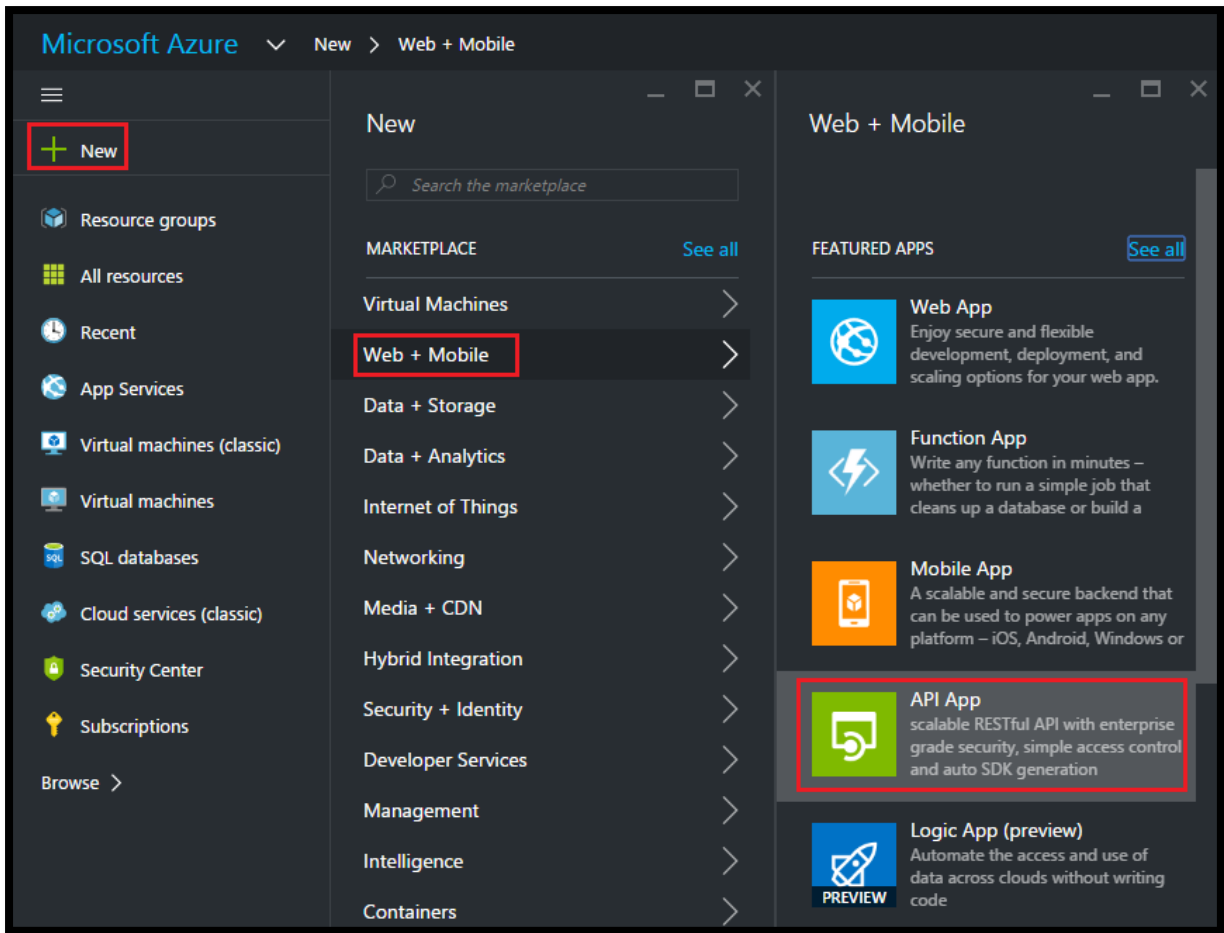 Microsoft Azure New > Web + Mobile
New
Resource groups
All resources
Recent
App Services
Virtual machines (classic)
Virtual machines
SQL databases
Cloud services (classic)
Security Center
Subscriptions
Browse >
New
Search the marketplace
MARKETPLACE See all
Virtual Machines
Web + Mobile
Data + Storage
Data + Analytics
Internet of Things
Networking
Media + CDN
Hybrid Integration
Security + Identity
Developer Services
Management
Intelligence
Containers
Web + Mobile
FEATURED APPS See all
Web App
Enjoy secure and flexible
development, deployment, and
scaling options for your web app.
Function App
Write any function in minutes –
whether to run a simple job that
cleans up a database or build a
Mobile App
A scalable and secure backend that
can be used to power apps on any
platform – iOS, Android, Windows or
API App
scalable RESTful API with enterprise
grade security, simple access control
and auto SDK generation
Logic App (preview)
Automate the access and use of
data across clouds without writing
code
PREVIEW
SQL